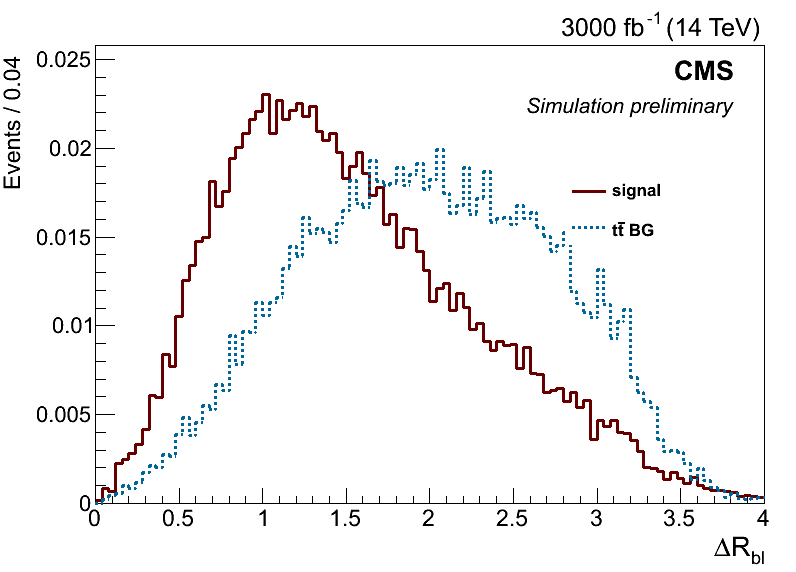 3000 fb⁻¹ (14 TeV)
Events / 0.04
CMS
Simulation preliminary
signal
tt̄ BG
0.025
0.02
0.015
0.01
0.005
0
0 0.5 1 1.5 2 2.5 3 3.5 4
ΔR_bl